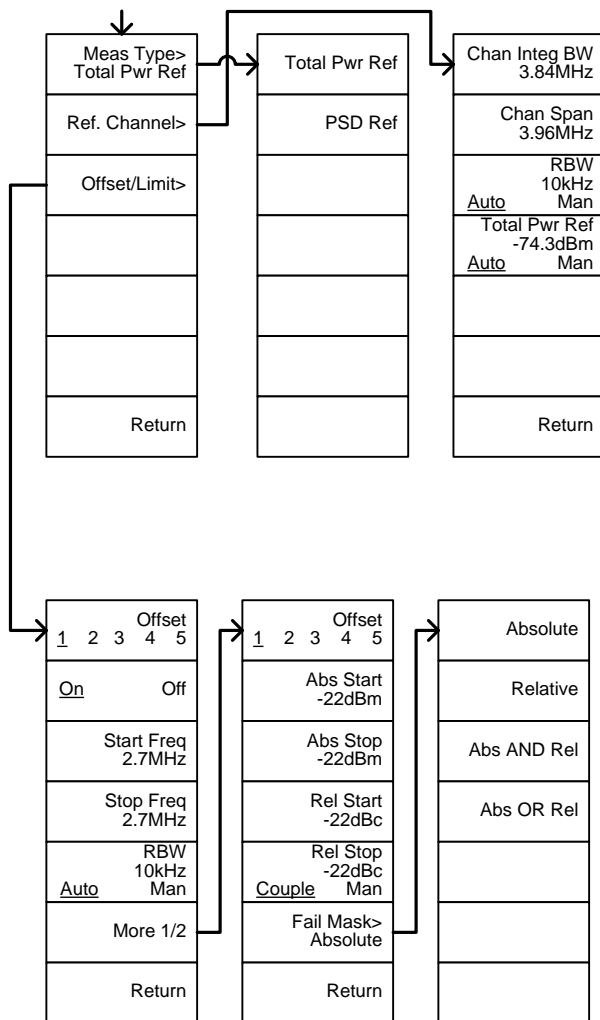 Meas Type>
Total Pwr Ref
Ref. Channel>
Offset/Limit>
Return
Total Pwr Ref
PSD Ref
Chan Integ BW
3.84MHz
Chan Span
3.96MHz
RBW
10kHz
Auto Man
Total Pwr Ref
-74.3dBm
Auto Man
Return
Offset
1 2 3 4 5
On Off
Start Freq
2.7MHz
Stop Freq
2.7MHz
RBW
10kHz
Auto Man
More 1/2
Return
Offset
1 2 3 4 5
Abs Start
-22dBm
Abs Stop
-22dBm
Rel Start
-22dBc
Rel Stop
-22dBc
Couple Man
Fail Mask>
Absolute
Return
Absolute
Relative
Abs AND Rel
Abs OR Rel